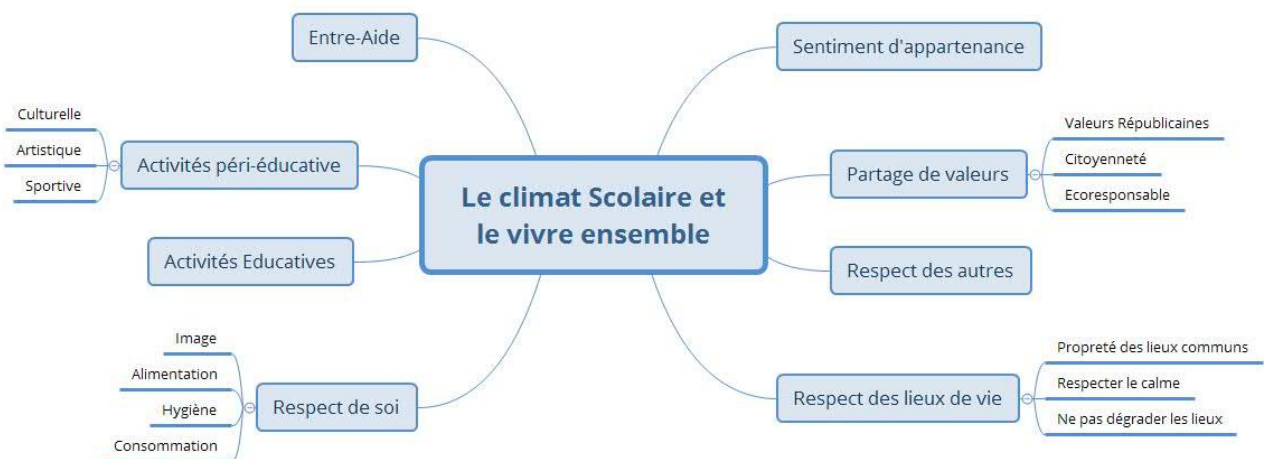 Le climat Scolaire et
le vivre ensemble
Entre-Aide
Activités péri-éducative
Culturelle
Artistique
Sportive
Activités Educatives
Respect de soi
Image
Alimentation
Hygiène
Consommation
Sentiment d'appartenance
Partage de valeurs
Valeurs Républicaines
Citoyenneté
Ecoresponsable
Respect des autres
Respect des lieux de vie
Propreté des lieux communs
Respecter le calme
Ne pas dégrader les lieux